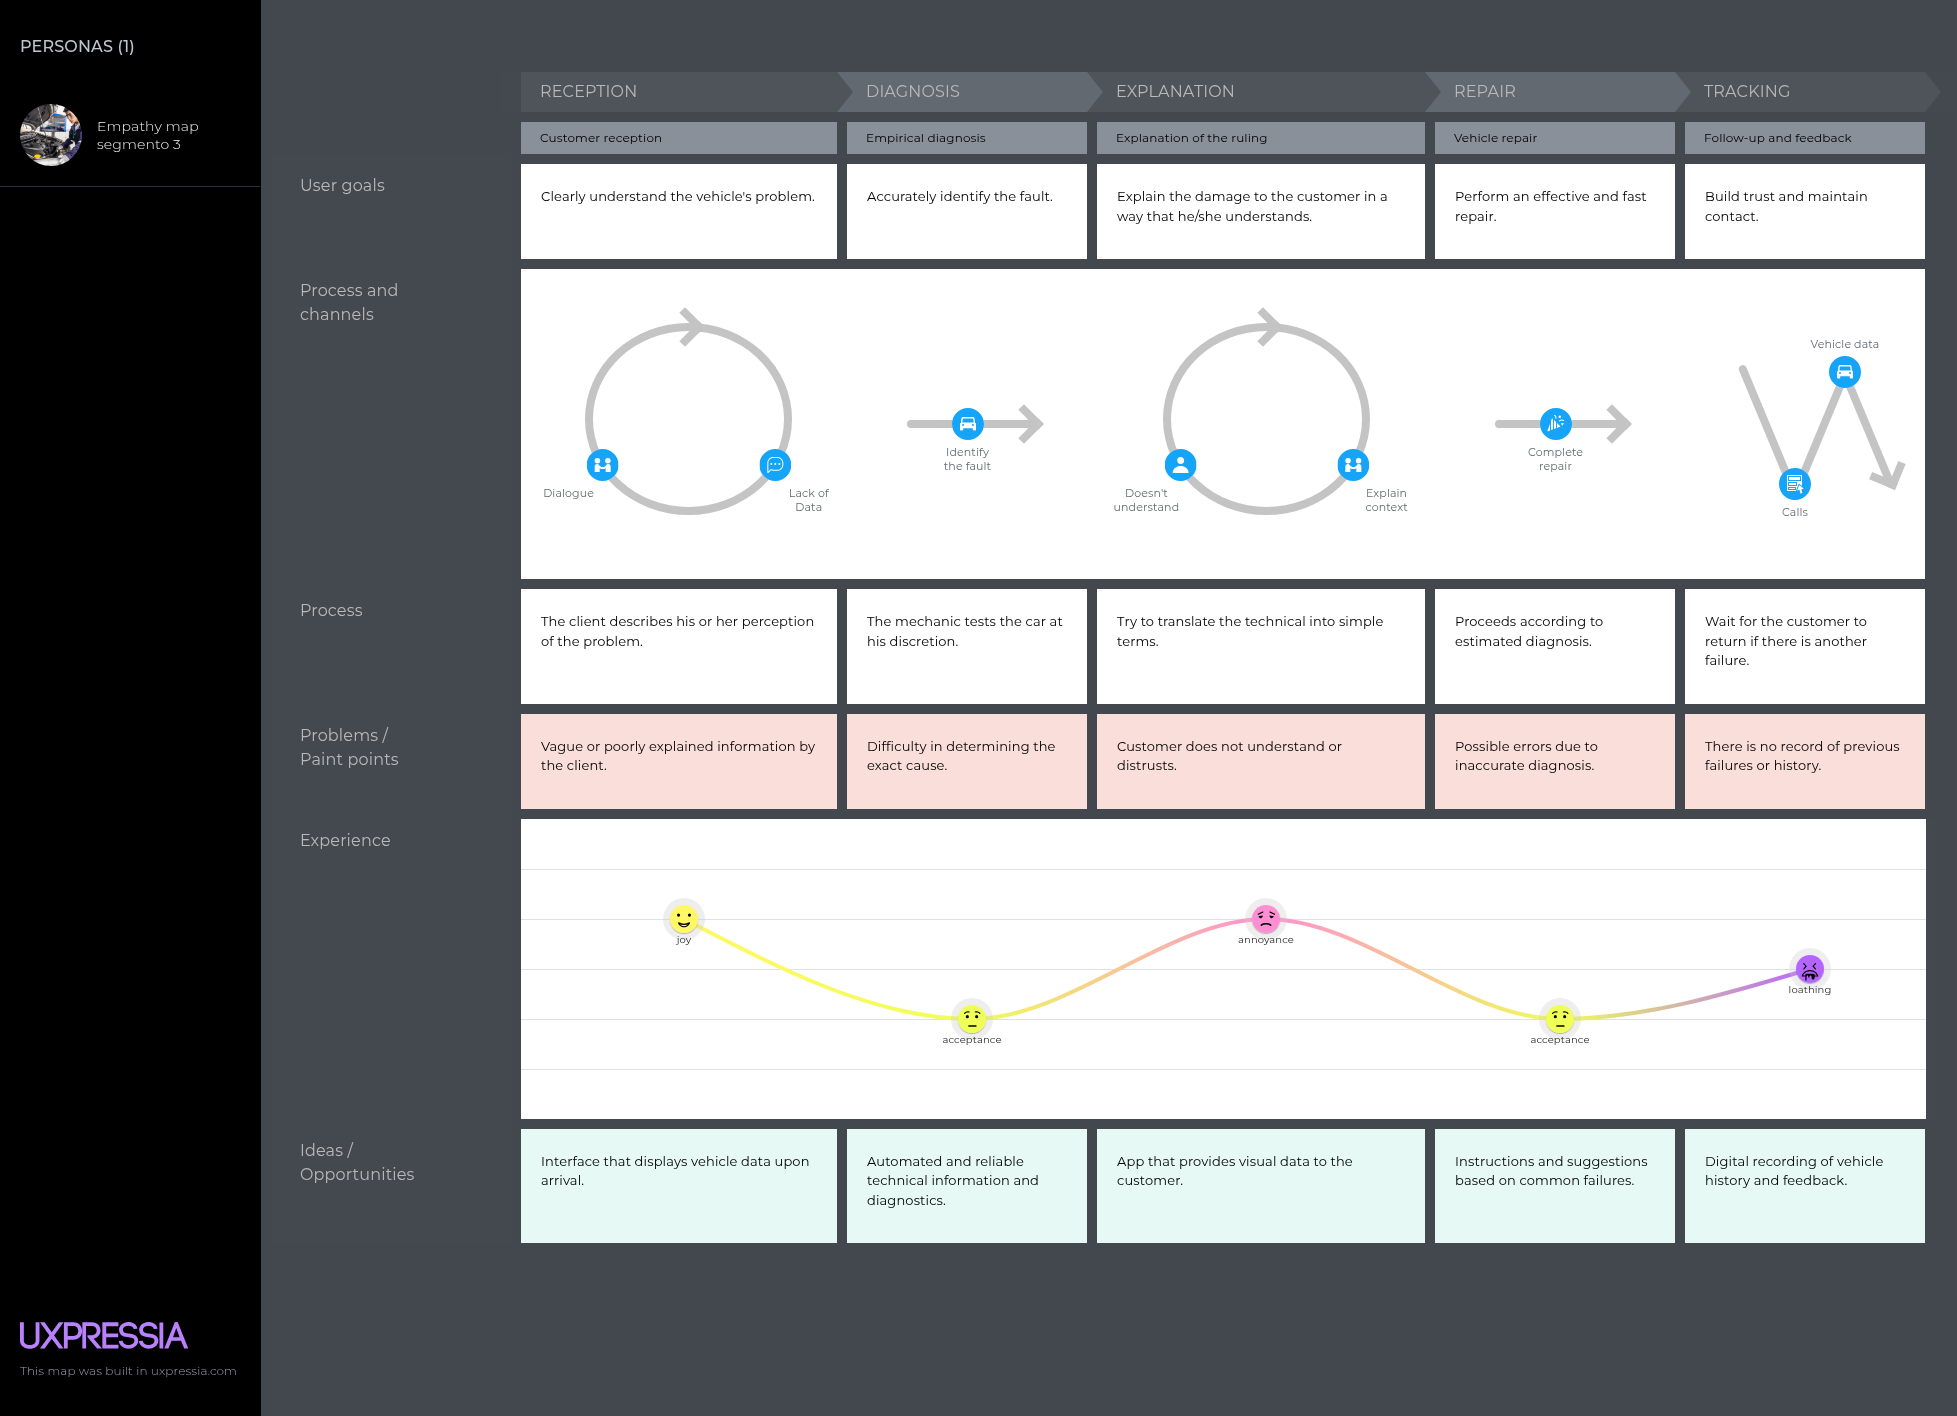 PERSONAS (1)
Empathy map
segmento 3
RECEPTION
DIAGNOSIS
EXPLANATION
REPAIR
TRACKING
Customer reception
Empirical diagnosis
Explanation of the ruling
Vehicle repair
Follow-up and feedback
User goals
Clearly understand the vehicle's problem.
Accurately identify the fault.
Explain the damage to the customer in a
way that he/she understands.
Perform an effective and fast
repair.
Build trust and maintain
contact.
Process and
channels
Dialogue
Lack of
Data
Identify
the fault
Doesn't
understand
Explain
context
Complete
repair
Vehicle data
Calls
Process
The client describes his or her perception
of the problem.
The mechanic tests the car at
his discretion.
Try to translate the technical into simple
terms.
Proceeds according to
estimated diagnosis.
Wait for the customer to
return if there is another
failure.
Problems /
Paint points
Vague or poorly explained information by
the client.
Difficulty in determining the
exact cause.
Customer does not understand or
distrusts.
Possible errors due to
inaccurate diagnosis.
There is no record of previous
failures or history.
Experience
joy
acceptance
annoyance
acceptance
loathing
Ideas /
Opportunities
Interface that displays vehicle data upon
arrival.
Automated and reliable
technical information and
diagnostics.
App that provides visual data to the
customer.
Instructions and suggestions
based on common failures.
Digital recording of vehicle
history and feedback.
UXPRESSIA
This map was built in uxpressia.com